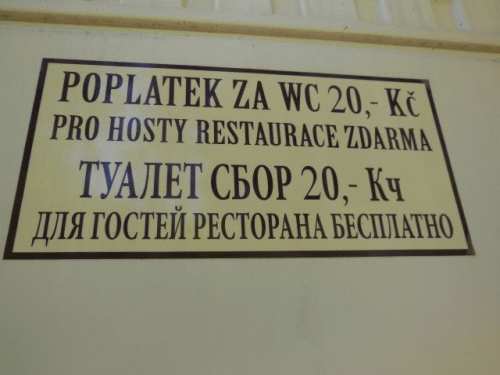 POPLATEK ZA WC 20,- Kč
PRO HOSTY RESTAURACE ZDARMA
ТУАЛЕТ СБОР 20,- Кч
ДЛЯ ГОСТЕЙ РЕСТОРАНА БЕСПЛАТНО